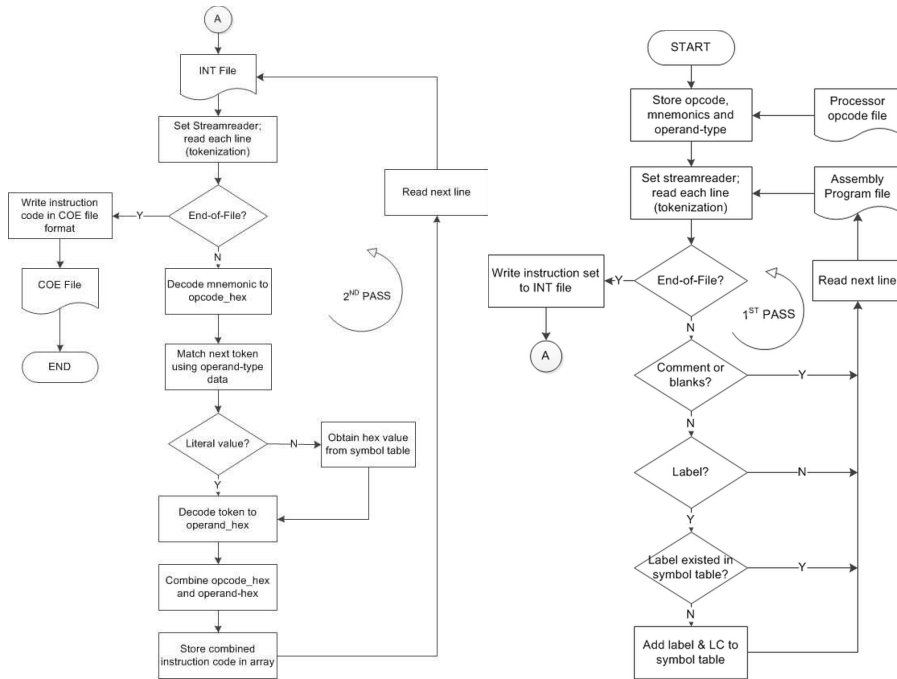 A
INT File
Set Streamreader;
read each line
(tokenization)
End-of-File?
Y
N
Write instruction
code in COE file
format
COE File
END
Decode mnemonic to
opcode_hex
Match next token
using operand-type
data
Literal value?
N
Y
Obtain hex value
from symbol table
Decode token to
operand_hex
Combine opcode_hex
and operand-hex
Store combined
instruction code in array
Read next line
2ND PASS
START
Store opcode,
mnemonics and
operand-type
Processor
opcode file
Set streamreader;
read each line
(tokenization)
Assembly
Program file
Read next line
End-of-File?
Y
N
Write instruction set
to INT file
A
1ST PASS
Comment or
blanks?
Y
N
Label?
N
Y
Label existed in
symbol table?
Y
N
Add label & LC to
symbol table